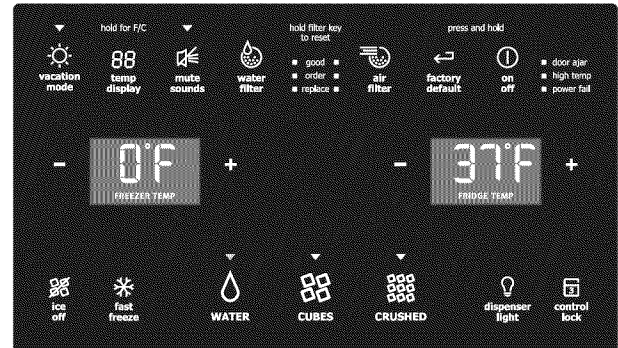 hold for F/C
hold filter key
to reset
press and hold
88
vacation
mode
temp
display
mute
sounds
water
filter
good
order
replace
air
filter
factory
default
on
off
door ajar
high temp
power fail
- 0°F +
FREEZER TEMP
- 37°F +
FRIDGE TEMP
ice
off
fast
freeze
WATER
CUBES
CRUSHED
dispenser
light
control
lock